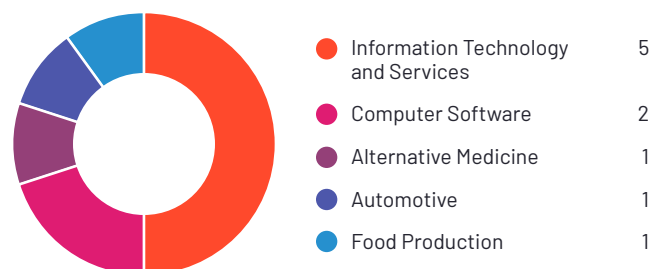 Information Technology 5
and Services
Computer Software 2
Alternative Medicine 1
Automotive 1
Food Production 1